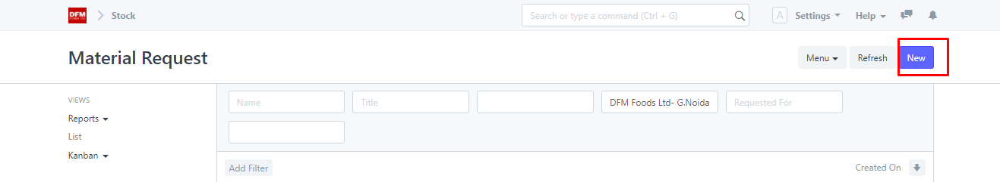 DFM
Stock
Search or type a command (Ctrl + G)
A
Settings
Help
Material Request
Menu
Refresh
New
VIEWS
Reports
List
Kanban
Name
Title
DFM Foods Ltd- G.Noida
Requested For
Add Filter
Created On